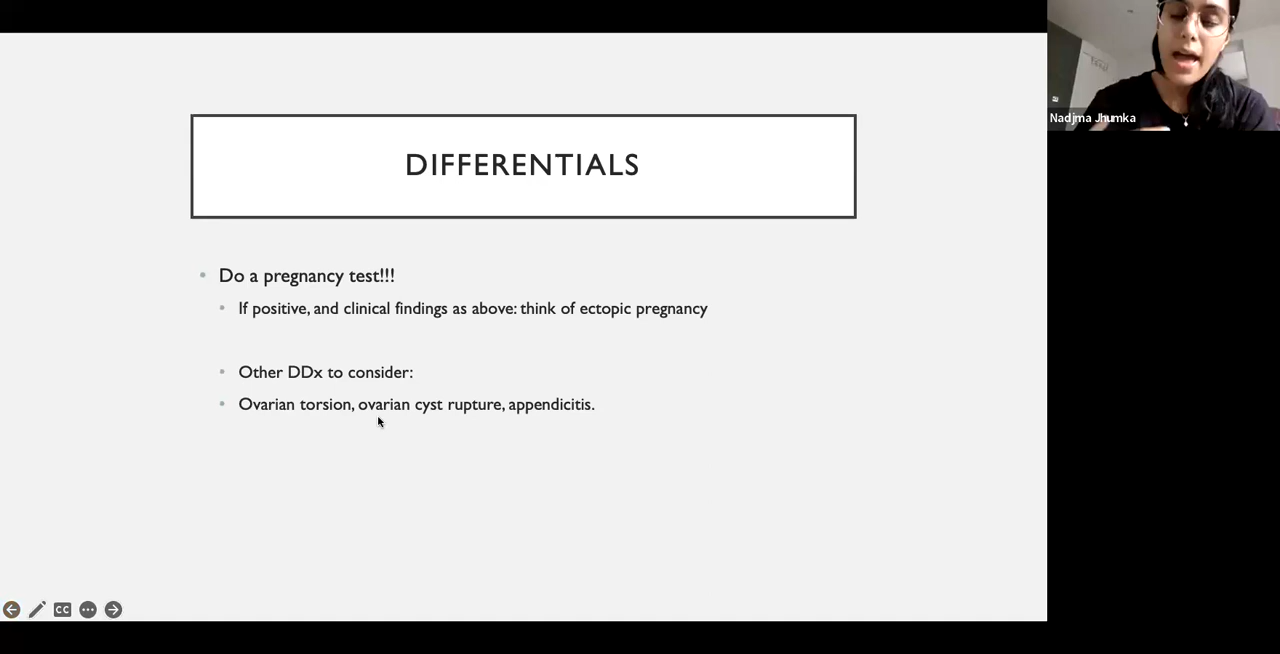 DIFFERENTIALS
Do a pregnancy test!!!
If positive, and clinical findings as above: think of ectopic pregnancy
Other DDx to consider:
Ovarian torsion, ovarian cyst rupture, appendicitis.
Nadjma Jhumka
CC